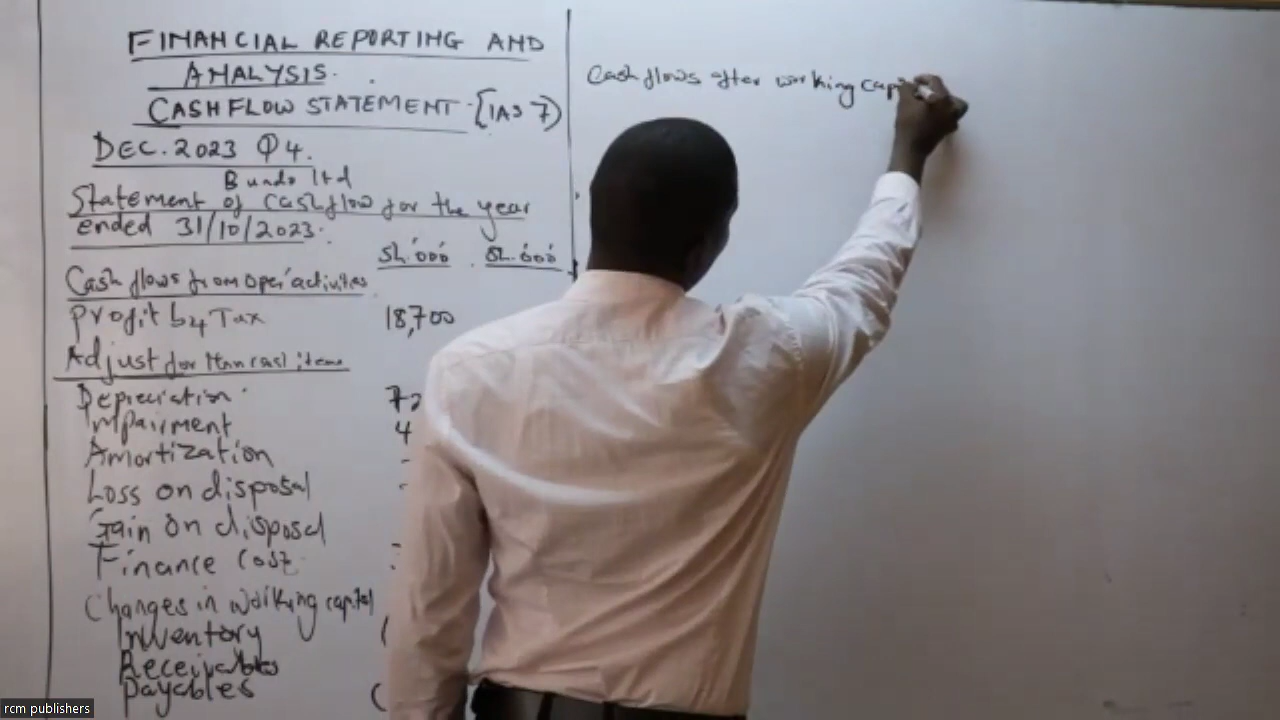 FINANCIAL REPORTING AND
ANALYSIS.
CASHFLOW STATEMENT - [IAS 7)
DEC. 2023 Q4.
Bundo ltd
Statement of Cashflow for the year
ended 31/10/2023.
Sh.'000' Sh.'000'
Cash flows from oper'activities
Profit b4 Tax 18,700
Adjust for Non cash items
Depreciation
Impairment 4
Amortization
Loss on disposal
Gain on disposal
Finance Cost
Changes in Working capital
Inventory (
Receivables
payables (
Cash flows after working cap
rcm publishers